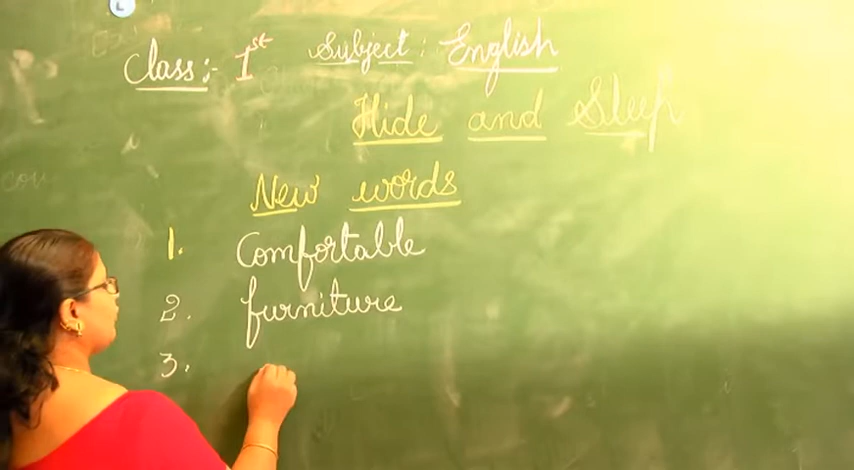 Class:- 1st Subject: English
Hide and Sleep
New words
1. Comfortable
2. furniture
3.